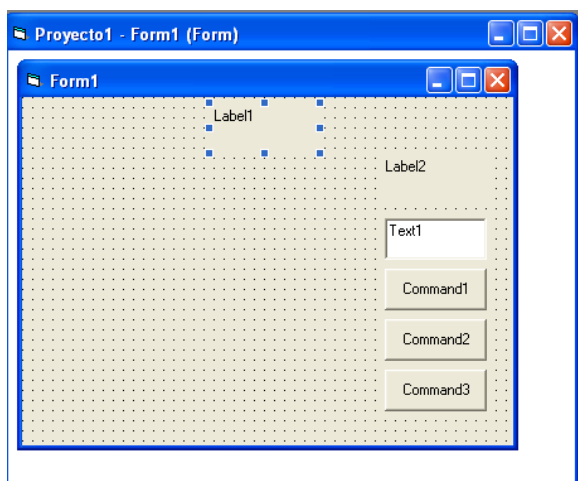 Proyecto1 - Form1 (Form)
Form1
Label1
Label2
Text1
Command1
Command2
Command3